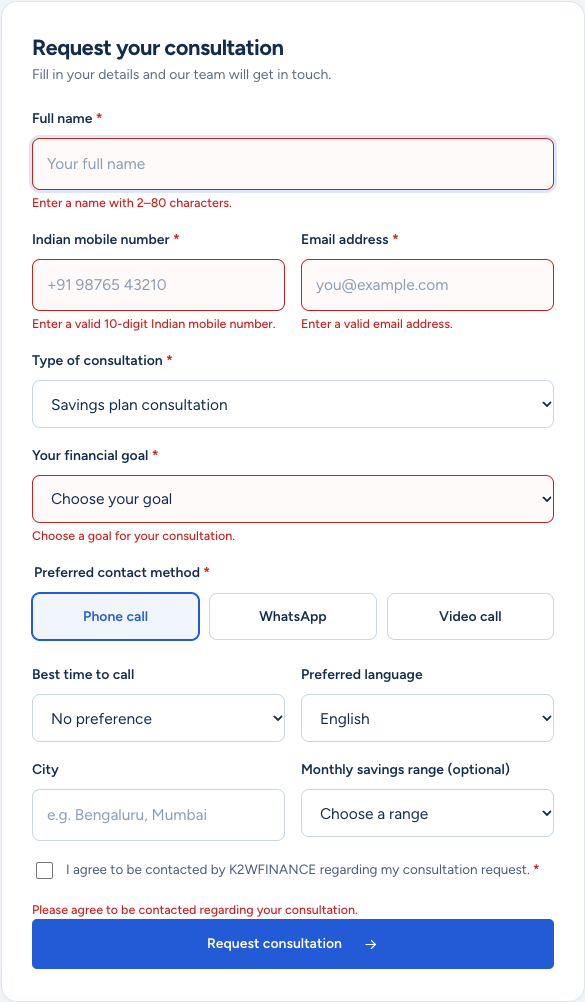 Request your consultation
Fill in your details and our team will get in touch.
Full name *
Your full name
Enter a name with 2–80 characters.
Indian mobile number *
+91 98765 43210
Enter a valid 10-digit Indian mobile number.
Email address *
you@example.com
Enter a valid email address.
Type of consultation *
Savings plan consultation
Your financial goal *
Choose your goal
Choose a goal for your consultation.
Preferred contact method *
Phone call
WhatsApp
Video call
Best time to call
No preference
Preferred language
English
City
e.g. Bengaluru, Mumbai
Monthly savings range (optional)
Choose a range
I agree to be contacted by K2WFINANCE regarding my consultation request. *
Please agree to be contacted regarding your consultation.
Request consultation →